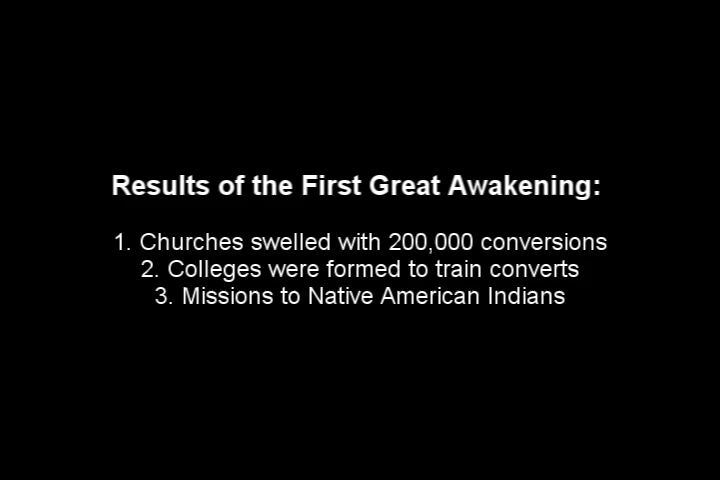 Results of the First Great Awakening:
1. Churches swelled with 200,000 conversions
2. Colleges were formed to train converts
3. Missions to Native American Indians